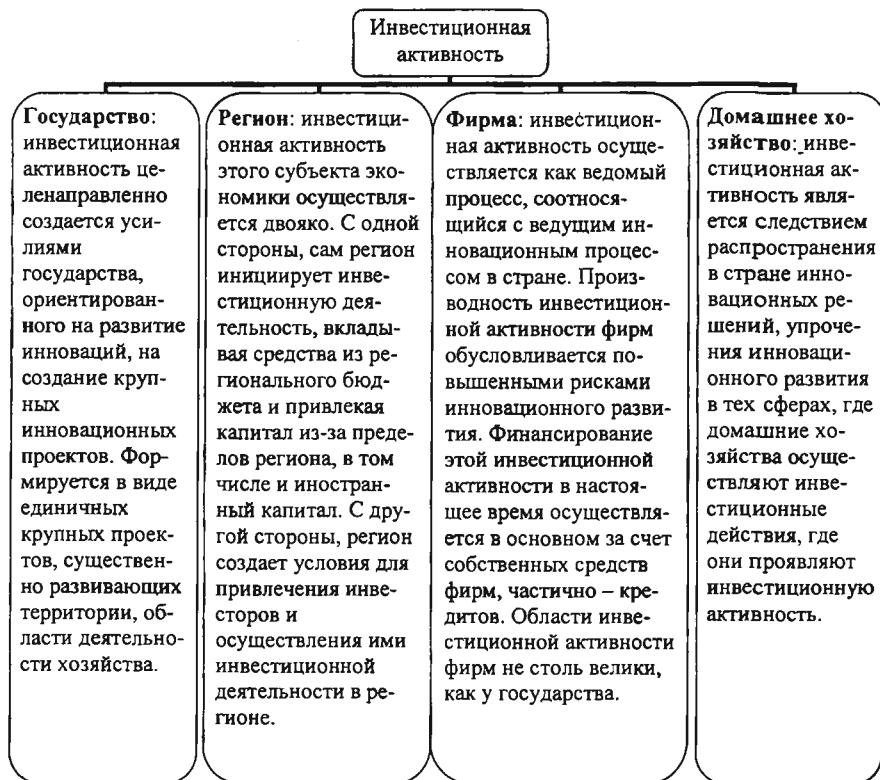 Инвестиционная
активность
Государство:
инвестиционная
активность це-
ленаправленно
создается уси-
лиями
государства,
ориентирован-
ного на развитие
инноваций, на
создание круп-
ных
инновационных
проектов. Фор-
мируется в виде
единичных
крупных проек-
тов, существен-
но развивающих
территории, об-
ласти деятельно-
сти хозяйства.
Регион: инвестици-
онная активность
этого субъекта эко-
номики осуществля-
ется двояко. С одной
стороны, сам регион
инициирует инве-
стиционную дея-
тельность, вклады-
вая средства из ре-
гионального бюд-
жета и привлекая
капитал из-за преде-
лов региона, в том
числе и иностран-
ный капитал. С дру-
гой стороны, регион
создает условия для
привлечения инве-
сторов и
осуществления ими
инвестиционной
деятельности в ре-
гионе.
Фирма: инвестицион-
ная активность осуще-
ствляется как ведомый
процесс, соотнося-
щийся с ведущим ин-
новационным процес-
сом в стране. Произ-
водность инвестицион-
ной активности фирм
обусловливается по-
вышенными рисками
инновационного разви-
тия. Финансирование
этой инвестиционной
активности в настоя-
щее время осуществля-
ется в основном за счет
собственных средств
фирм, частично – кре-
дитов. Области инве-
стиционной активности
фирм не столь велики,
как у государства.
Домашнее хо-
зяйство: инве-
стиционная ак-
тивность явля-
ется следствием
распространения
в стране инно-
вационных ре-
шений, упроче-
ния инноваци-
онного развития
в тех сферах, где
домашние хо-
зяйства осуще-
ствляют инве-
стиционные
действия, где
они проявляют
инвестиционную
активность.